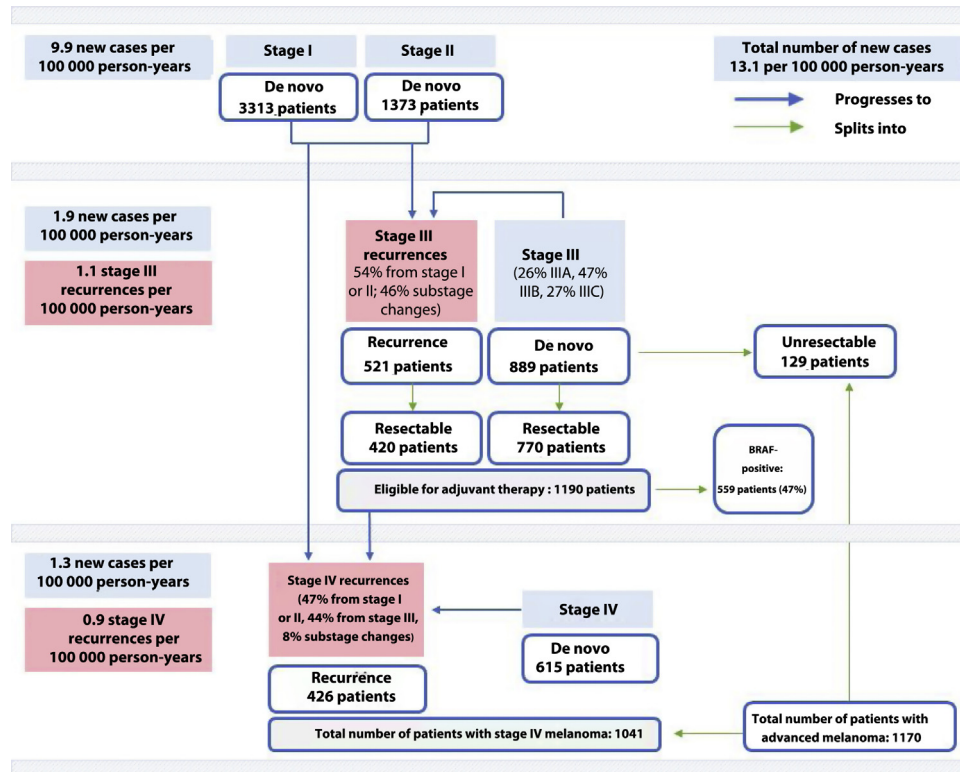 9.9 new cases per
100 000 person-years
Stage I
Stage II
De novo
3313 patients
De novo
1373 patients
Total number of new cases
13.1 per 100 000 person-years
Progresses to
Splits into
1.9 new cases per
100 000 person-years
1.1 stage III
recurrences per
100 000 person-years
Stage III
recurrences
54% from stage I
or II; 46% substage
changes)
Stage III
(26% IIIA, 47%
IIIB, 27% IIIC)
Recurrence
521 patients
De novo
889 patients
Unresectable
129 patients
Resectable
420 patients
Resectable
770 patients
Eligible for adjuvant therapy : 1190 patients
BRAF-
positive:
559 patients (47%)
1.3 new cases per
100 000 person-years
0.9 stage IV
recurrences per
100 000 person-years
Stage IV recurrences
(47% from stage I
or II, 44% from stage III,
8% substage changes)
Stage IV
De novo
615 patients
Recurrence
426 patients
Total number of patients with stage IV melanoma: 1041
Total number of patients with
advanced melanoma: 1170